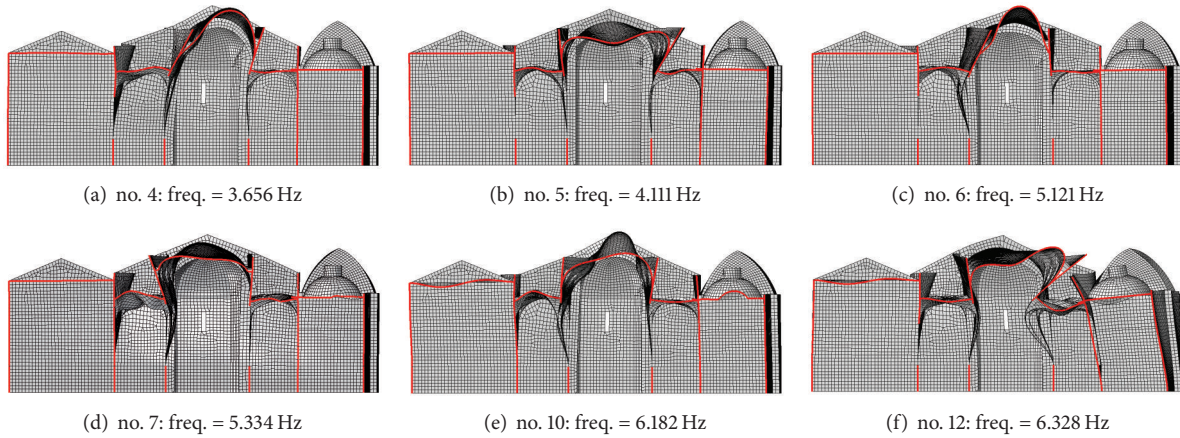 (a) no. 4: freq. = 3.656 Hz
(b) no. 5: freq. = 4.111 Hz
(c) no. 6: freq. = 5.121 Hz
(d) no. 7: freq. = 5.334 Hz
(e) no. 10: freq. = 6.182 Hz
(f) no. 12: freq. = 6.328 Hz